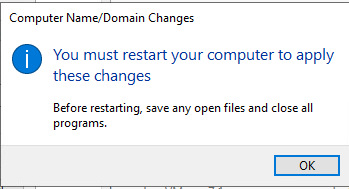 Computer Name/Domain Changes
You must restart your computer to apply
these changes
Before restarting, save any open files and close all
programs.
OK